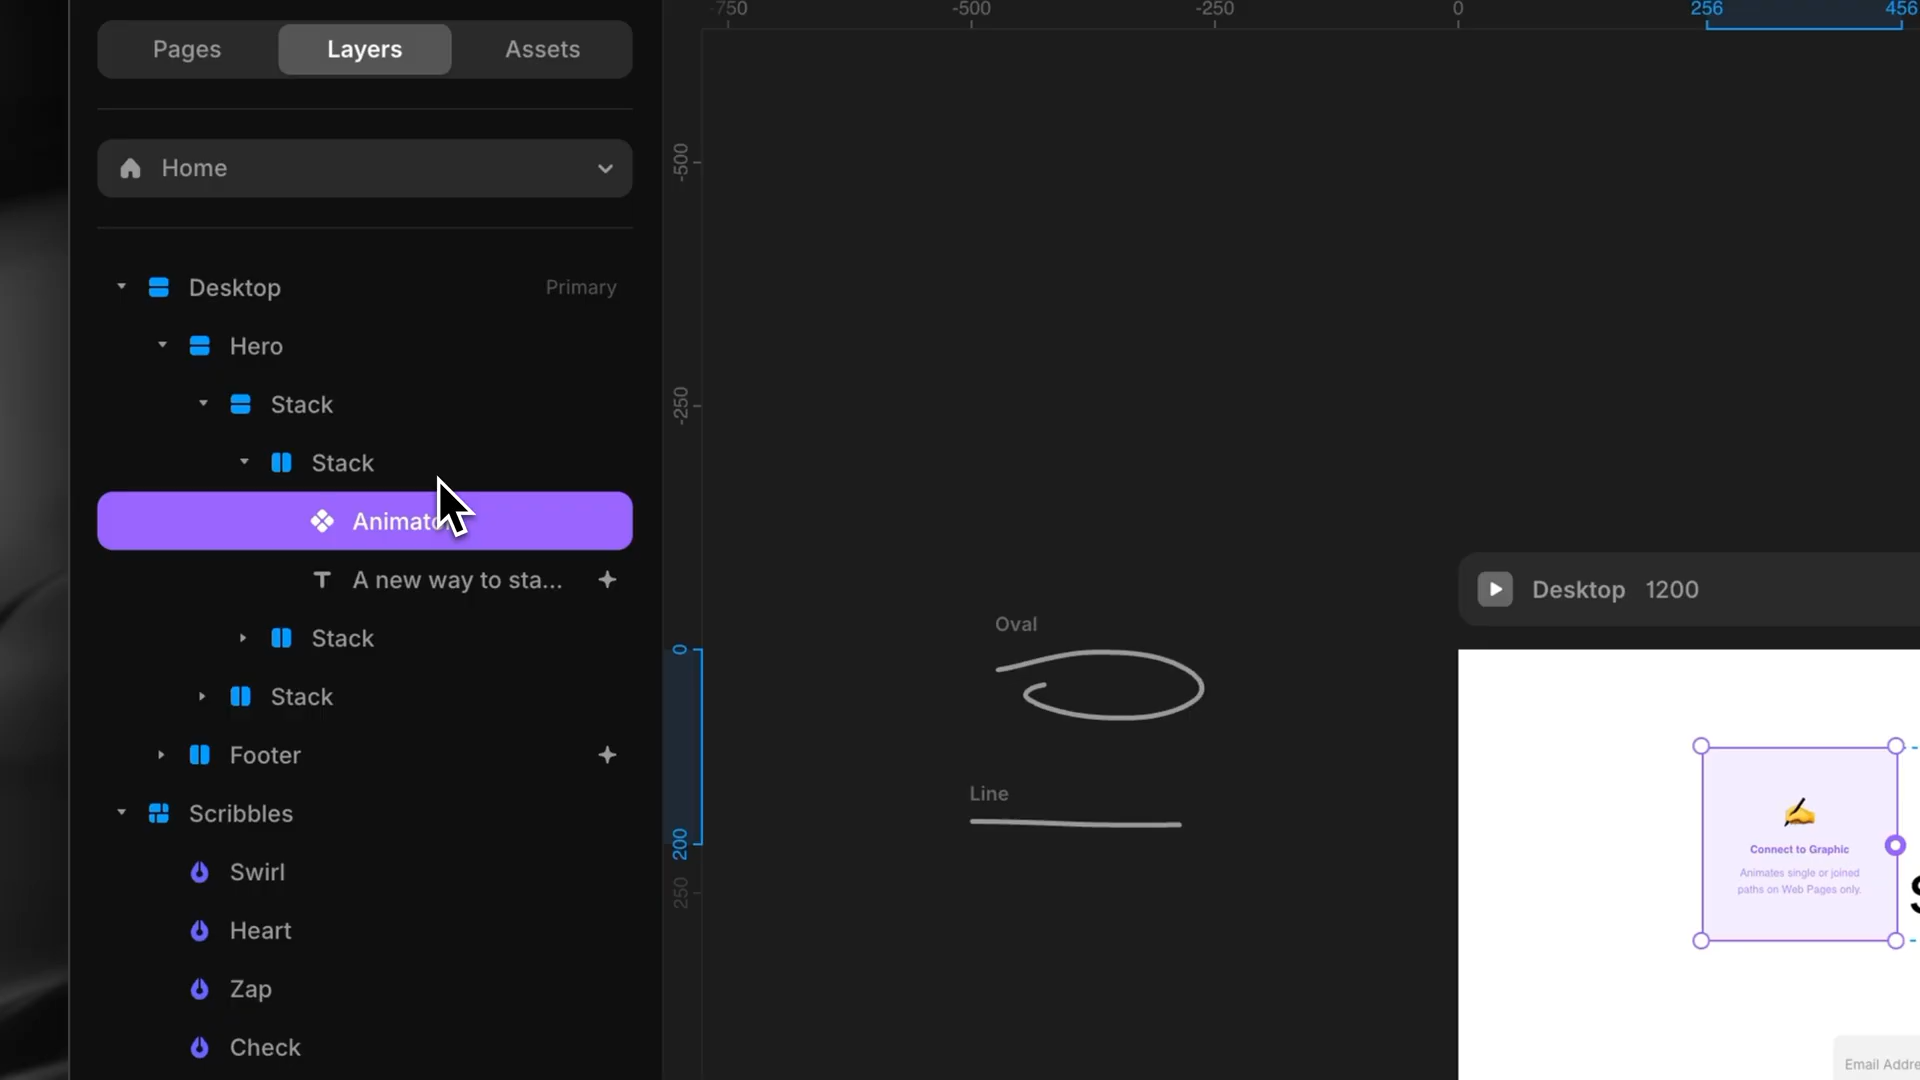 Pages Layers Assets
Home
Desktop Primary
Hero
Stack
Stack
A new way to sta...
Stack
Stack
Footer
Scribbles
Swirl
Heart
Zap
Check
-750 -500 -250 0 256 456
-500
-250
0
200
250
Oval
Line
Desktop 1200
Connect to Graphic
Animates single or joined
paths on Web Pages only.
Email Addre